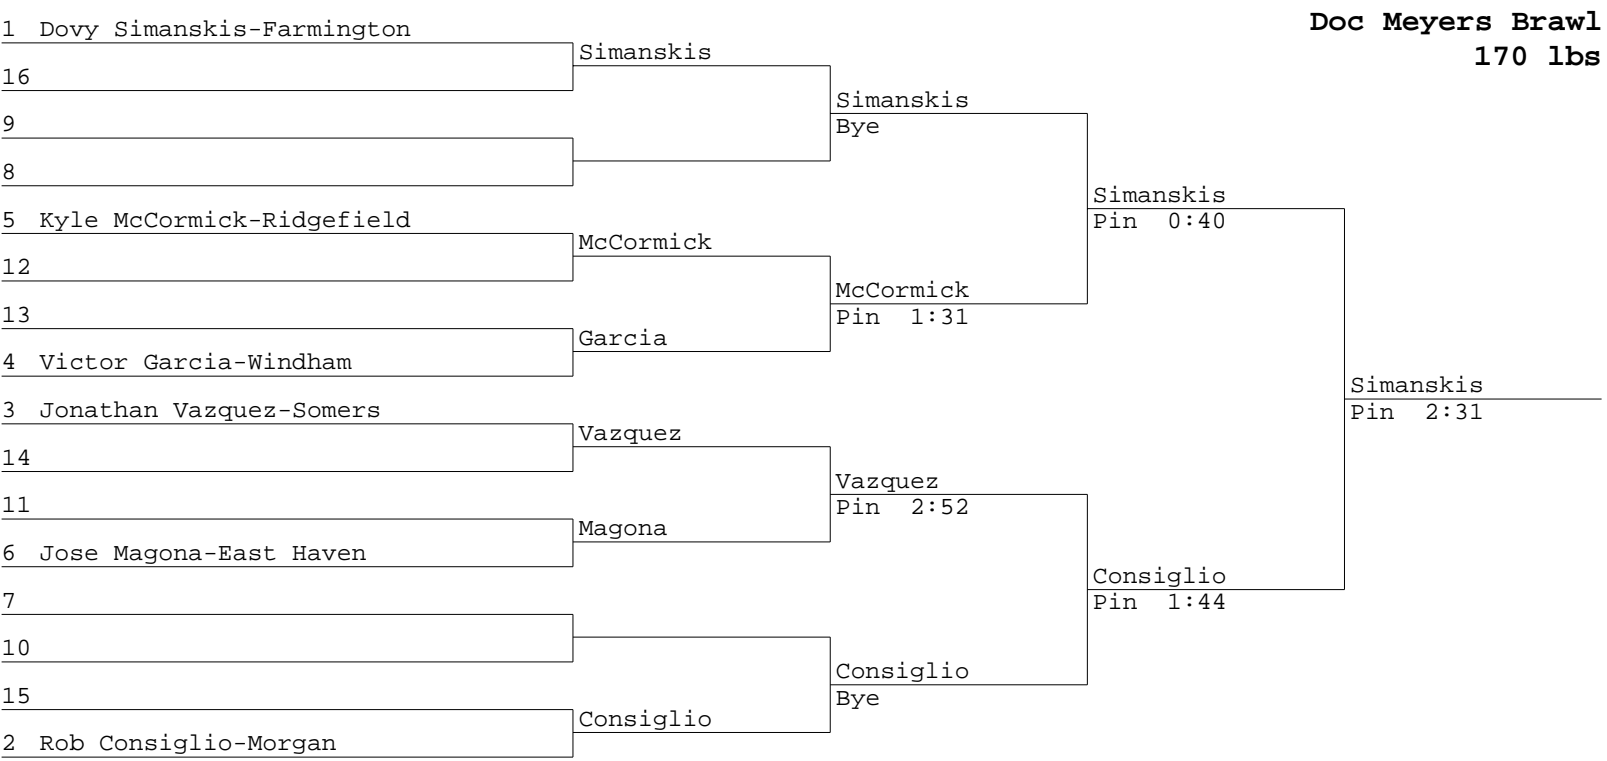 Doc Meyers Brawl
170 lbs
1 Dovy Simanskis-Farmington
16
9
8
5 Kyle McCormick-Ridgefield
12
13
4 Victor Garcia-Windham
3 Jonathan Vazquez-Somers
14
11
6 Jose Magona-East Haven
7
10
15
2 Rob Consiglio-Morgan
Simanskis
McCormick
Garcia
Vazquez
Magona
Consiglio
Simanskis
Bye
McCormick
Pin 1:31
Vazquez
Pin 2:52
Consiglio
Bye
Simanskis
Pin 0:40
Consiglio
Pin 1:44
Simanskis
Pin 2:31